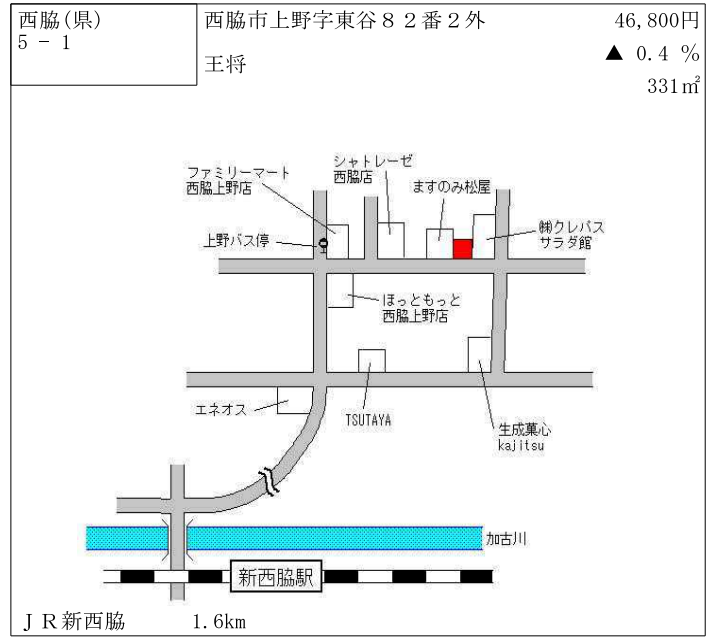 西脇(県)
5 - 1
西脇市上野字東谷８２番２外
王将
46,800円
▲ 0.4 %
331㎡
ファミリーマート
西脇上野店
シャトレーゼ
西脇店
ますのみ松屋
㈱クレバス
サラダ館
上野バス停
ほっともっと
西脇上野店
エネオス
TSUTAYA
生成菓心
kajitsu
加古川
新西脇駅
ＪＲ新西脇
1.6km